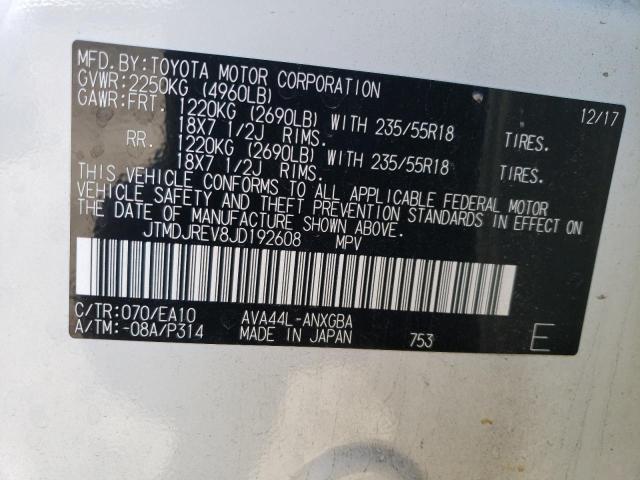 MFD.BY:TOYOTA MOTOR CORPORATION 12/17
GVWR:2250KG (4960LB)
GAWR:FRT. 1220KG (2690LB) WITH 235/55R18 TIRES.
18X7 1/2J RIMS.
RR. 1220KG (2690LB) WITH 235/55R18 TIRES.
18X7 1/2J RIMS.
THIS VEHICLE CONFORMS TO ALL APPLICABLE FEDERAL MOTOR
VEHICLE SAFETY AND THEFT PREVENTION STANDARDS IN EFFECT ON
THE DATE OF MANUFACTURE SHOWN ABOVE.
JTMDJREV8JD192608 MPV
C/TR:070/EA10 AVA44L-ANXGBA
A/TM:-08A/P314 MADE IN JAPAN 753 E